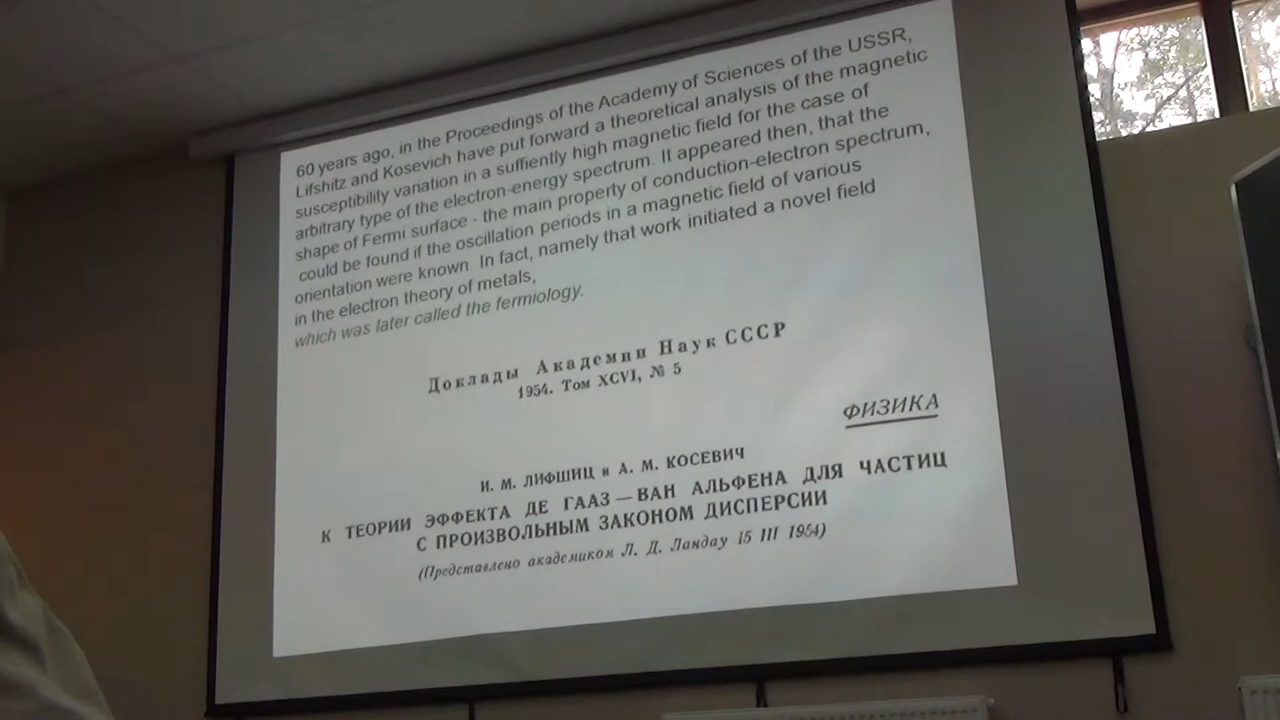 60 years ago, in the Proceedings of the Academy of Sciences of the USSR,
Lifshitz and Kosevich have put forward a theoretical analysis of the magnetic
susceptibility variation in a suffiently high magnetic field for the case of
arbitrary type of the electron-energy spectrum. It appeared then, that the
shape of Fermi surface - the main property of conduction-electron spectrum,
could be found if the oscillation periods in a magnetic field of various
orientation were known. In fact, namely that work initiated a novel field
in the electron theory of metals,
which was later called the fermiology.
Доклады Академии Наук СССР
1954. Том XCVI, № 5
ФИЗИКА
И. М. ЛИФШИЦ и А. М. КОСЕВИЧ
К ТЕОРИИ ЭФФЕКТА ДЕ ГААЗ — ВАН АЛЬФЕНА ДЛЯ ЧАСТИЦ
С ПРОИЗВОЛЬНЫМ ЗАКОНОМ ДИСПЕРСИИ
(Представлено академиком Л. Д. Ландау 15 III 1954)